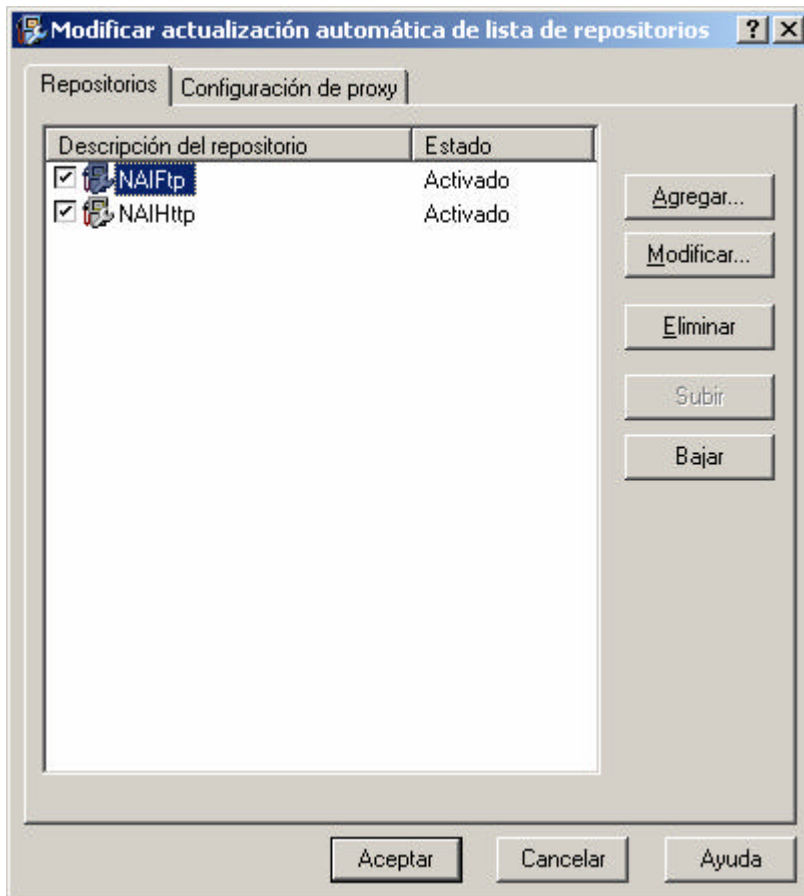 Modificar actualización automática de lista de repositorios
Repositorios
Configuración de proxy
Descripción del repositorio Estado
NAIFtp Activado
NAIHttp Activado
Agregar...
Modificar...
Eliminar
Subir
Bajar
Aceptar Cancelar Ayuda